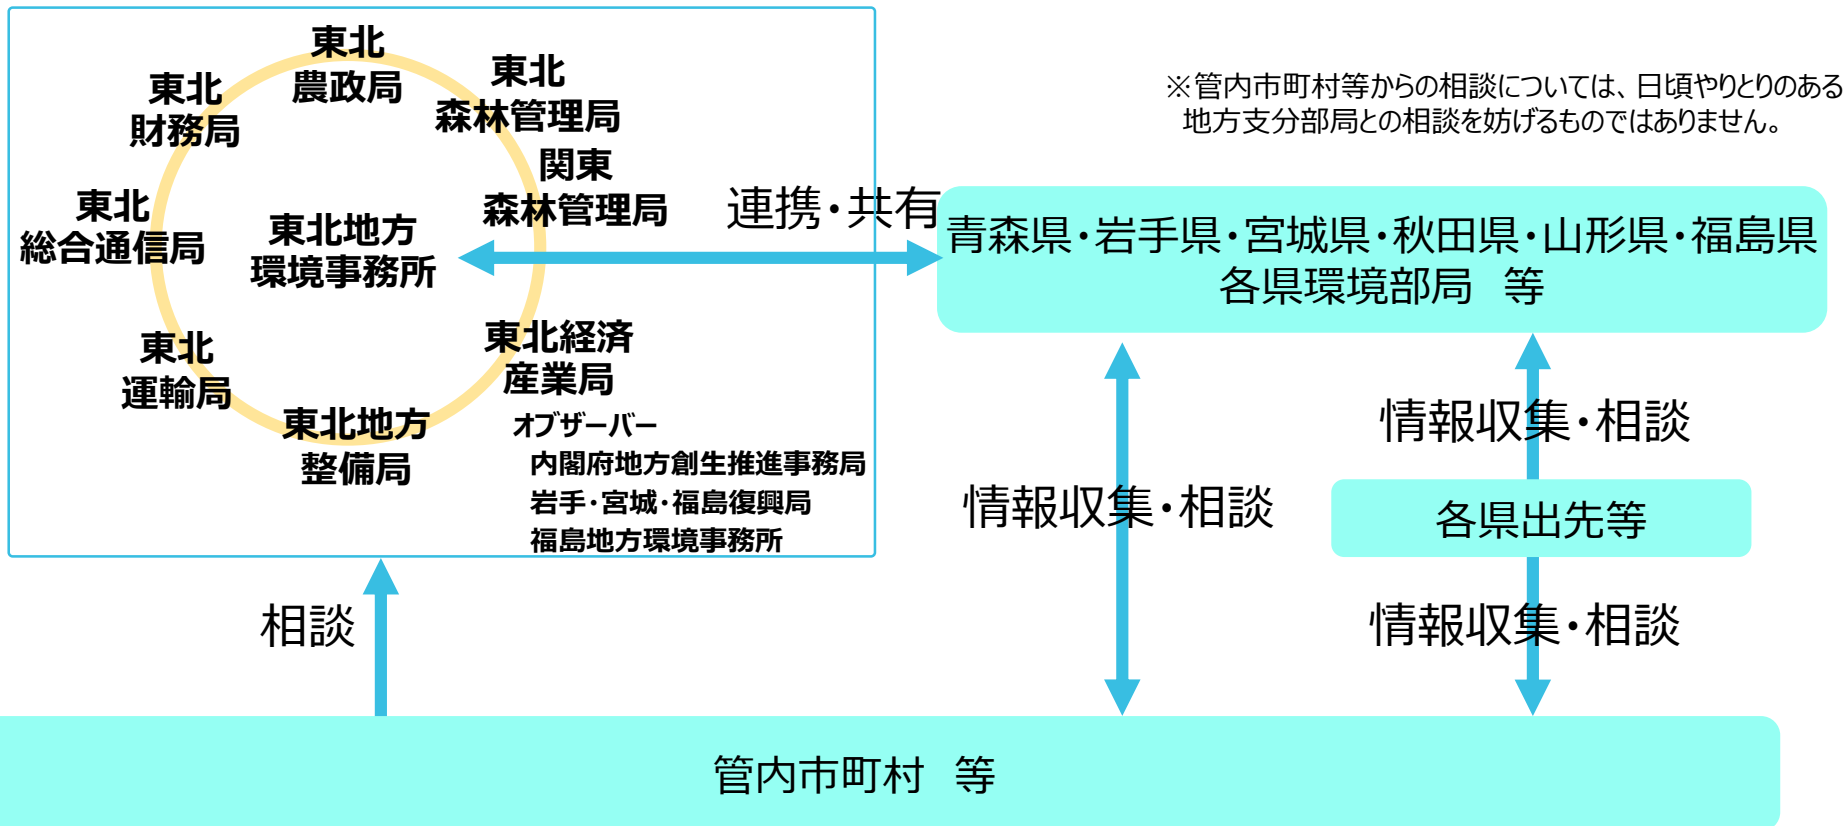 東北
農政局
東北
財務局
東北
森林管理局
関東
森林管理局
東北
総合通信局
東北地方
環境事務所
東北
運輸局
東北経済
産業局
東北地方
整備局
オブザーバー
内閣府地方創生推進事務局
岩手・宮城・福島復興局
福島地方環境事務所
※管内市町村等からの相談については、日頃やりとりのある
地方支分部局との相談を妨げるものではありません。
連携・共有
青森県・岩手県・宮城県・秋田県・山形県・福島県
各県環境部局　等
情報収集・相談
情報収集・相談
各県出先等
情報収集・相談
相談
管内市町村　等